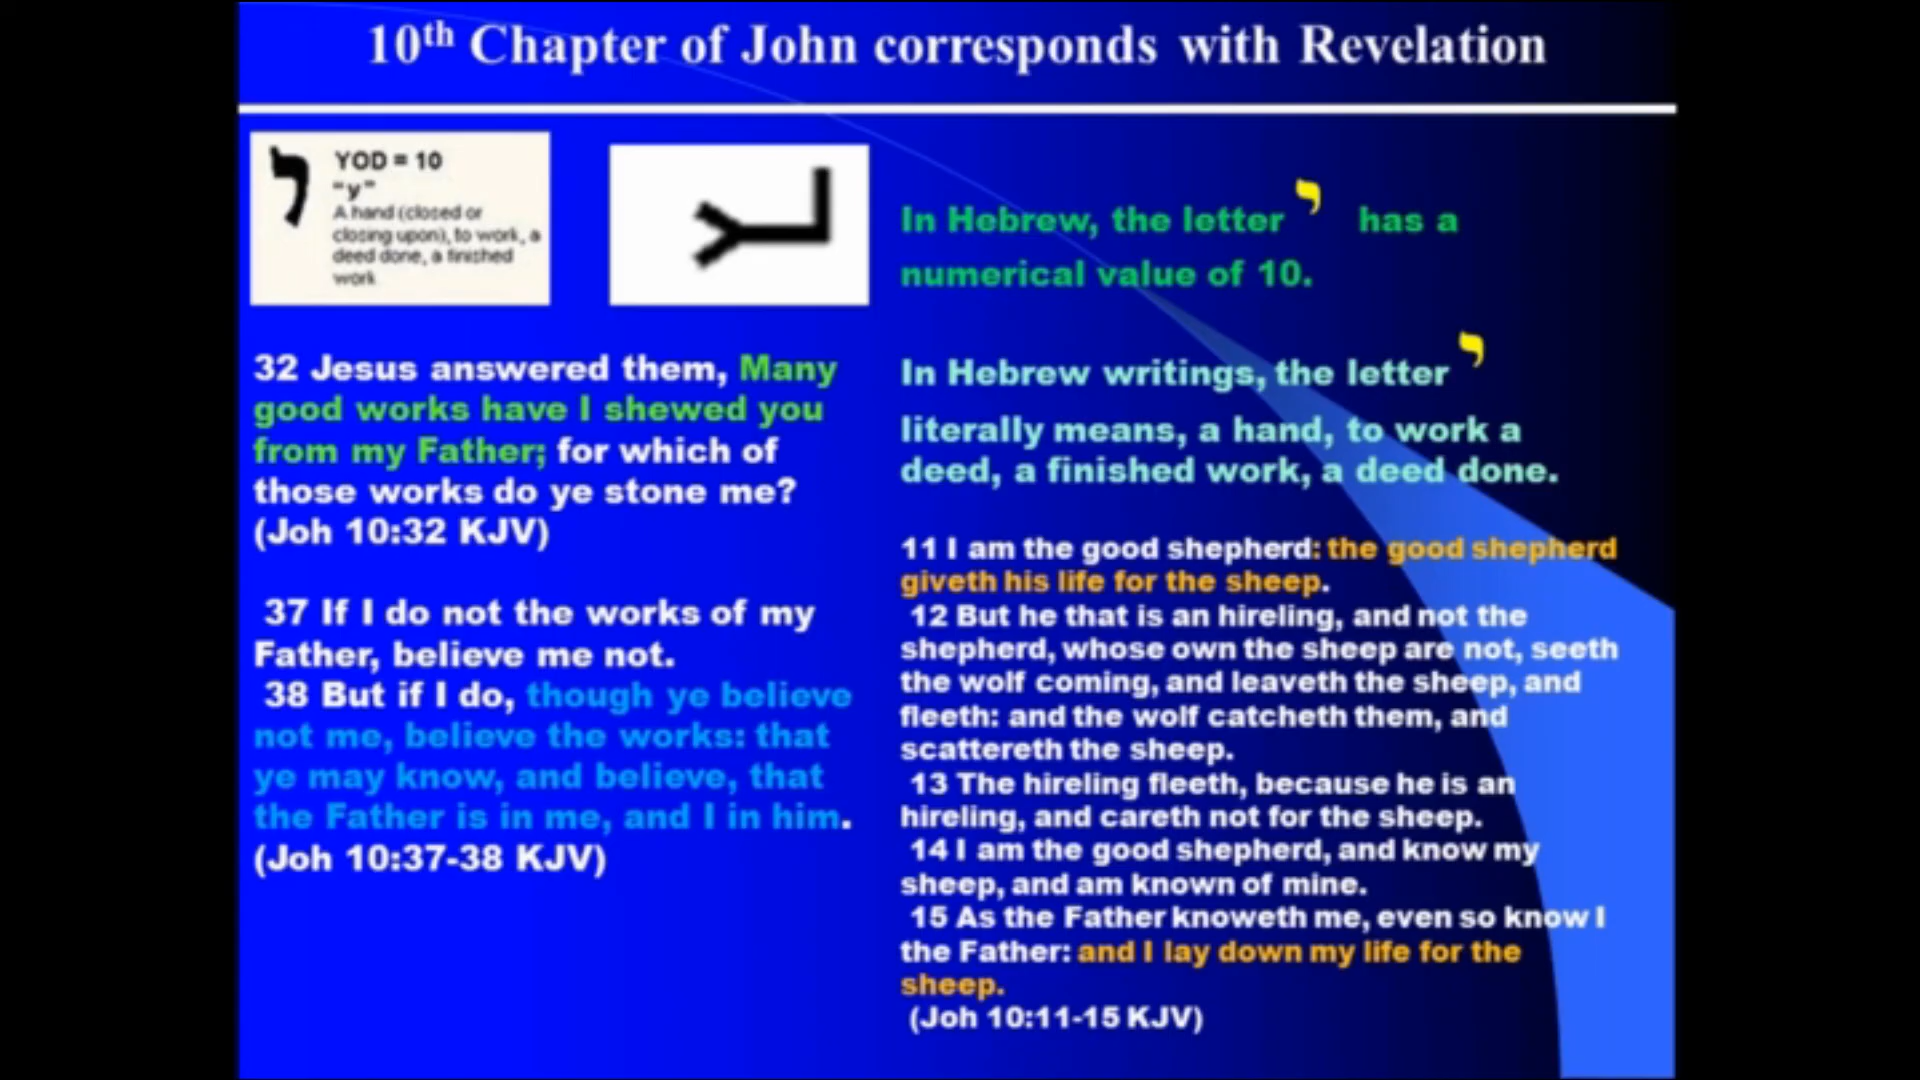 10th Chapter of John corresponds with Revelation
י
YOD = 10
"y"
A hand (closed or
closing upon), to work, a
deed done, a finished
work
32 Jesus answered them, Many
good works have I shewed you
from my Father; for which of
those works do ye stone me?
(Joh 10:32 KJV)
37 If I do not the works of my
Father, believe me not.
38 But if I do, though ye believe
not me, believe the works: that
ye may know, and believe, that
the Father is in me, and I in him.
(Joh 10:37-38 KJV)
In Hebrew, the letter י has a
numerical value of 10.
In Hebrew writings, the letter י
literally means, a hand, to work a
deed, a finished work, a deed done.
11 I am the good shepherd: the good shepherd
giveth his life for the sheep.
12 But he that is an hireling, and not the
shepherd, whose own the sheep are not, seeth
the wolf coming, and leaveth the sheep, and
fleeth: and the wolf catcheth them, and
scattereth the sheep.
13 The hireling fleeth, because he is an
hireling, and careth not for the sheep.
14 I am the good shepherd, and know my
sheep, and am known of mine.
15 As the Father knoweth me, even so know I
the Father: and I lay down my life for the
sheep.
(Joh 10:11-15 KJV)